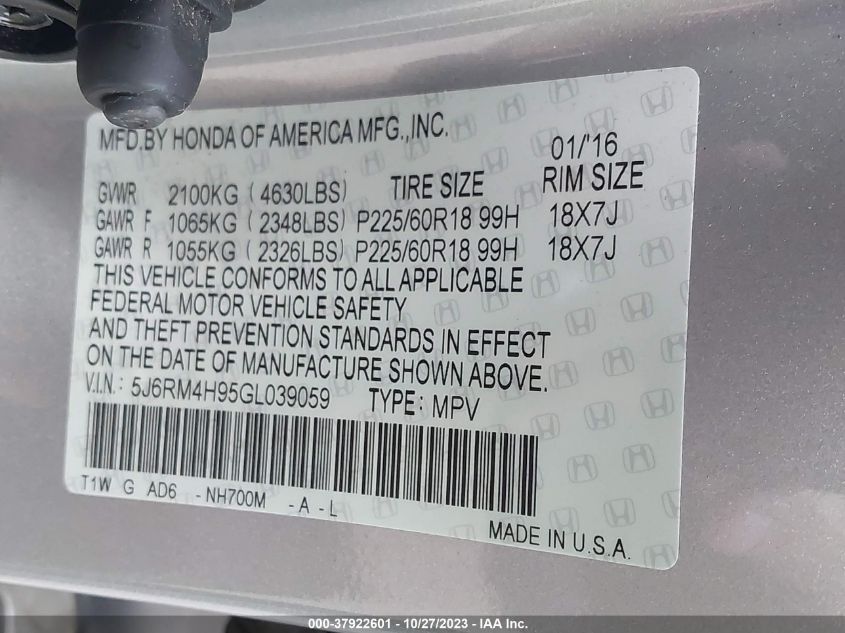 MFD.BY HONDA OF AMERICA MFG.,INC. 01/'16
GVWR 2100KG ( 4630LBS) TIRE SIZE RIM SIZE
GAWR F 1065KG ( 2348LBS) P225/60R18 99H 18X7J
GAWR R 1055KG ( 2326LBS) P225/60R18 99H 18X7J
THIS VEHICLE CONFORMS TO ALL APPLICABLE
FEDERAL MOTOR VEHICLE SAFETY
AND THEFT PREVENTION STANDARDS IN EFFECT
ON THE DATE OF MANUFACTURE SHOWN ABOVE.
V.I.N.: 5J6RM4H95GL039059 TYPE: MPV
T1W G AD6 -NH700M -A-L
MADE IN U.S.A.
000-37922601 - 10/27/2023 - IAA Inc.